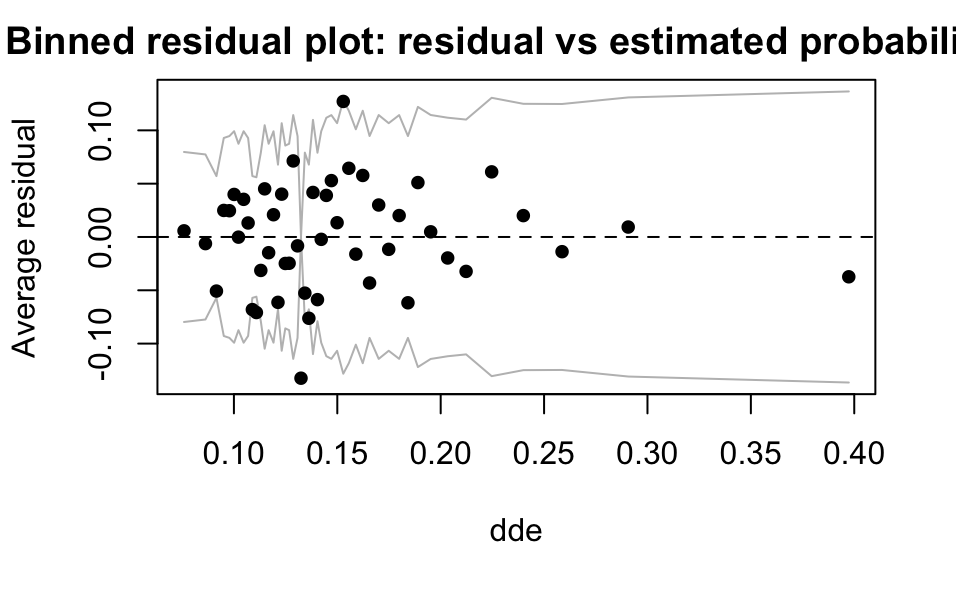 Binned residual plot: residual vs estimated probabili
Average residual
0.10
0.00
-0.10
0.10 0.15 0.20 0.25 0.30 0.35 0.40
dde